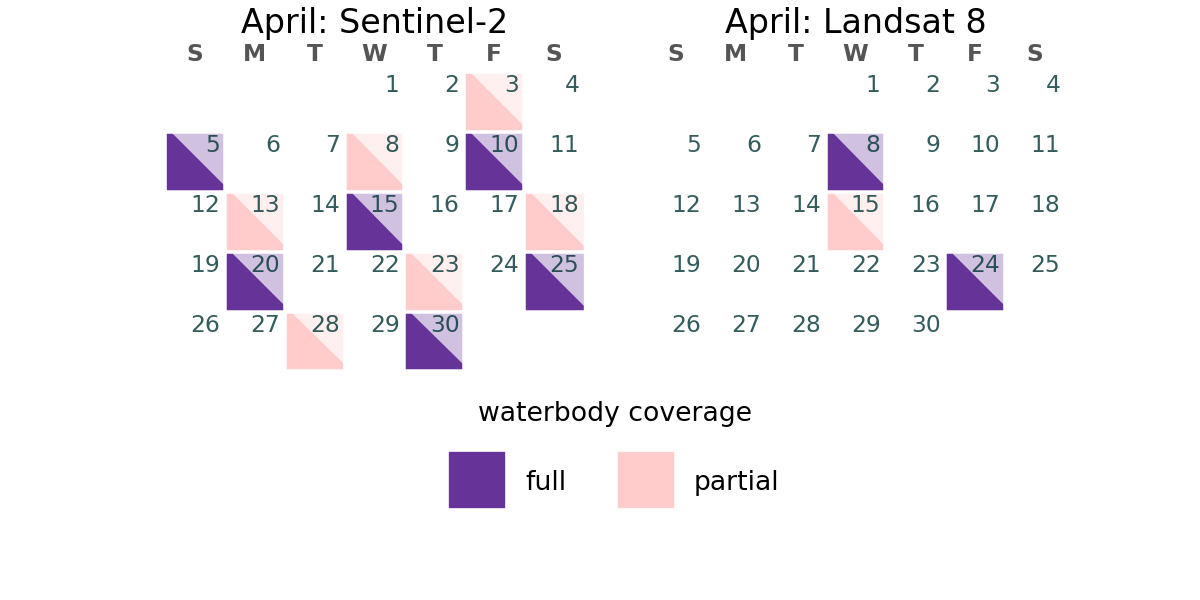 April: Sentinel-2
S M T W T F S
1 2 3 4
5 6 7 8 9 10 11
12 13 14 15 16 17 18
19 20 21 22 23 24 25
26 27 28 29 30
April: Landsat 8
S M T W T F S
1 2 3 4
5 6 7 8 9 10 11
12 13 14 15 16 17 18
19 20 21 22 23 24 25
26 27 28 29 30
waterbody coverage
full partial